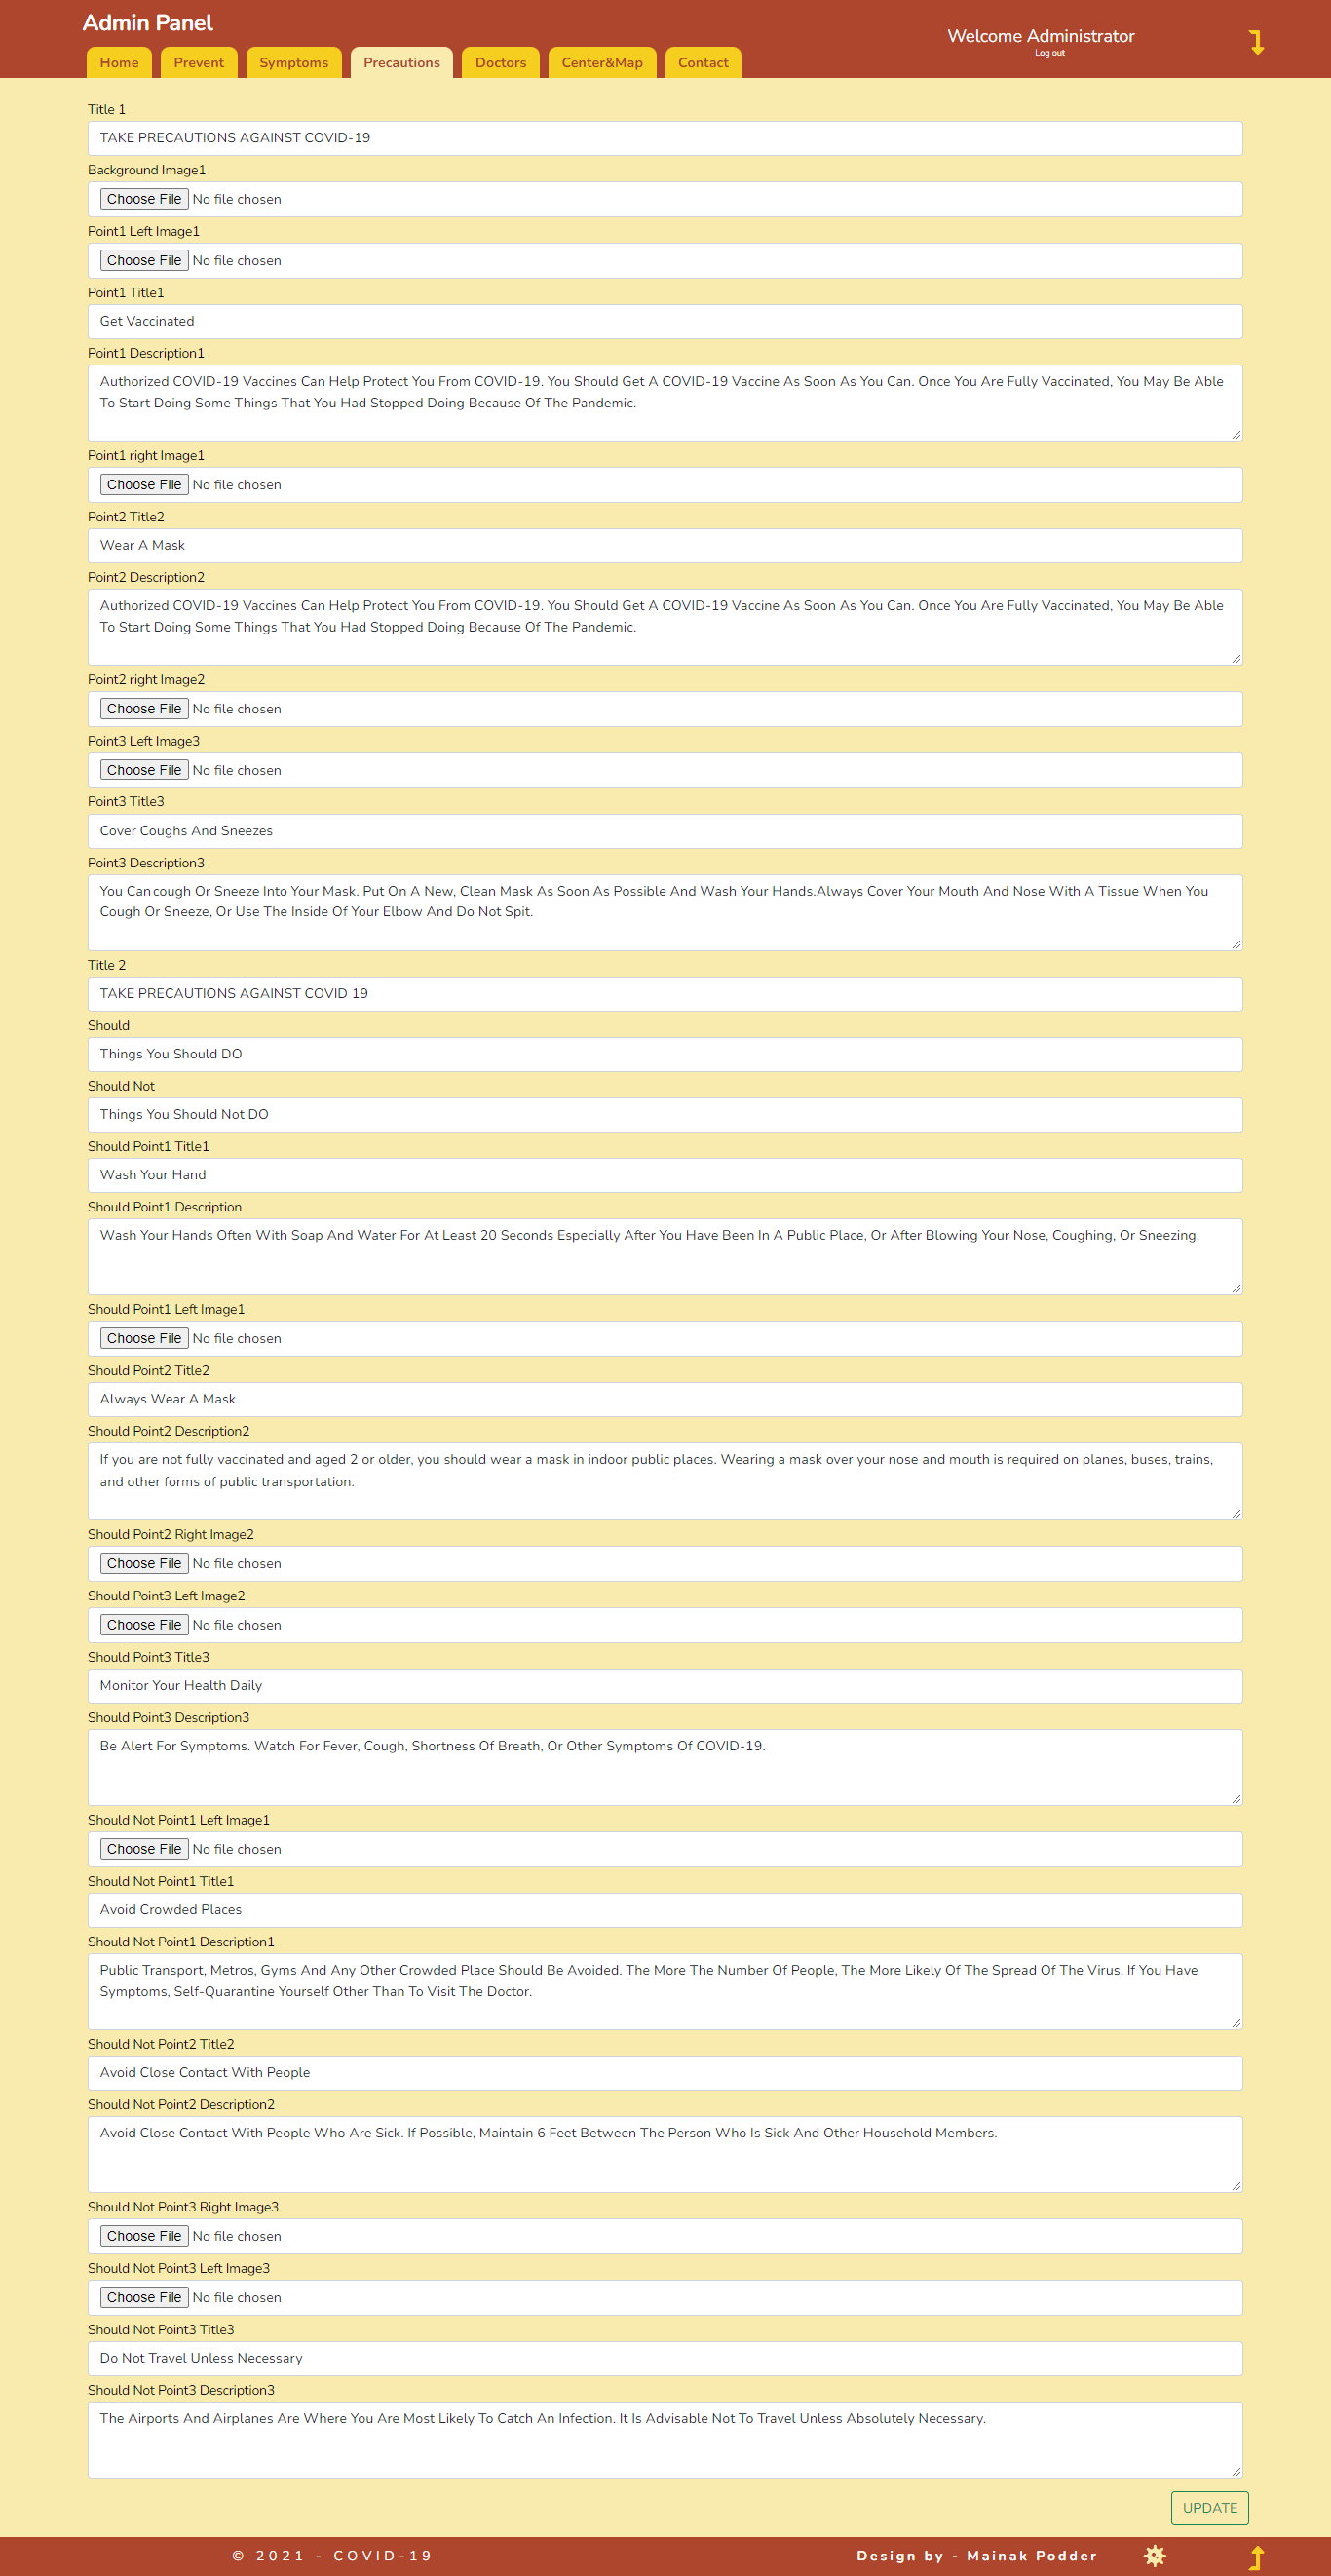 Admin Panel
Welcome Administrator
Log out
Home Prevent Symptoms Precautions Doctors Center&Map Contact
Title 1
TAKE PRECAUTIONS AGAINST COVID-19
Background Image1
Choose File No file chosen
Point1 Left Image1
Choose File No file chosen
Point1 Title1
Get Vaccinated
Point1 Description1
Authorized COVID-19 Vaccines Can Help Protect You From COVID-19. You Should Get A COVID-19 Vaccine As Soon As You Can. Once You Are Fully Vaccinated, You May Be Able
To Start Doing Some Things That You Had Stopped Doing Because Of The Pandemic.
Point1 right Image1
Choose File No file chosen
Point2 Title2
Wear A Mask
Point2 Description2
Authorized COVID-19 Vaccines Can Help Protect You From COVID-19. You Should Get A COVID-19 Vaccine As Soon As You Can. Once You Are Fully Vaccinated, You May Be Able
To Start Doing Some Things That You Had Stopped Doing Because Of The Pandemic.
Point2 right Image2
Choose File No file chosen
Point3 Left Image3
Choose File No file chosen
Point3 Title3
Cover Coughs And Sneezes
Point3 Description3
You Can cough Or Sneeze Into Your Mask. Put On A New, Clean Mask As Soon As Possible And Wash Your Hands.Always Cover Your Mouth And Nose With A Tissue When You
Cough Or Sneeze, Or Use The Inside Of Your Elbow And Do Not Spit.
Title 2
TAKE PRECAUTIONS AGAINST COVID 19
Should
Things You Should DO
Should Not
Things You Should Not DO
Should Point1 Title1
Wash Your Hand
Should Point1 Description
Wash Your Hands Often With Soap And Water For At Least 20 Seconds Especially After You Have Been In A Public Place, Or After Blowing Your Nose, Coughing, Or Sneezing.
Should Point1 Left Image1
Choose File No file chosen
Should Point2 Title2
Always Wear A Mask
Should Point2 Description2
If you are not fully vaccinated and aged 2 or older, you should wear a mask in indoor public places. Wearing a mask over your nose and mouth is required on planes, buses, trains,
and other forms of public transportation.
Should Point2 Right Image2
Choose File No file chosen
Should Point3 Left Image2
Choose File No file chosen
Should Point3 Title3
Monitor Your Health Daily
Should Point3 Description3
Be Alert For Symptoms. Watch For Fever, Cough, Shortness Of Breath, Or Other Symptoms Of COVID-19.
Should Not Point1 Left Image1
Choose File No file chosen
Should Not Point1 Title1
Avoid Crowded Places
Should Not Point1 Description1
Public Transport, Metros, Gyms And Any Other Crowded Place Should Be Avoided. The More The Number Of People, The More Likely Of The Spread Of The Virus. If You Have
Symptoms, Self-Quarantine Yourself Other Than To Visit The Doctor.
Should Not Point2 Title2
Avoid Close Contact With People
Should Not Point2 Description2
Avoid Close Contact With People Who Are Sick. If Possible, Maintain 6 Feet Between The Person Who Is Sick And Other Household Members.
Should Not Point3 Right Image3
Choose File No file chosen
Should Not Point3 Left Image3
Choose File No file chosen
Should Not Point3 Title3
Do Not Travel Unless Necessary
Should Not Point3 Description3
The Airports And Airplanes Are Where You Are Most Likely To Catch An Infection. It Is Advisable Not To Travel Unless Absolutely Necessary.
UPDATE
© 2021 - COVID-19
Design by - Mainak Podder